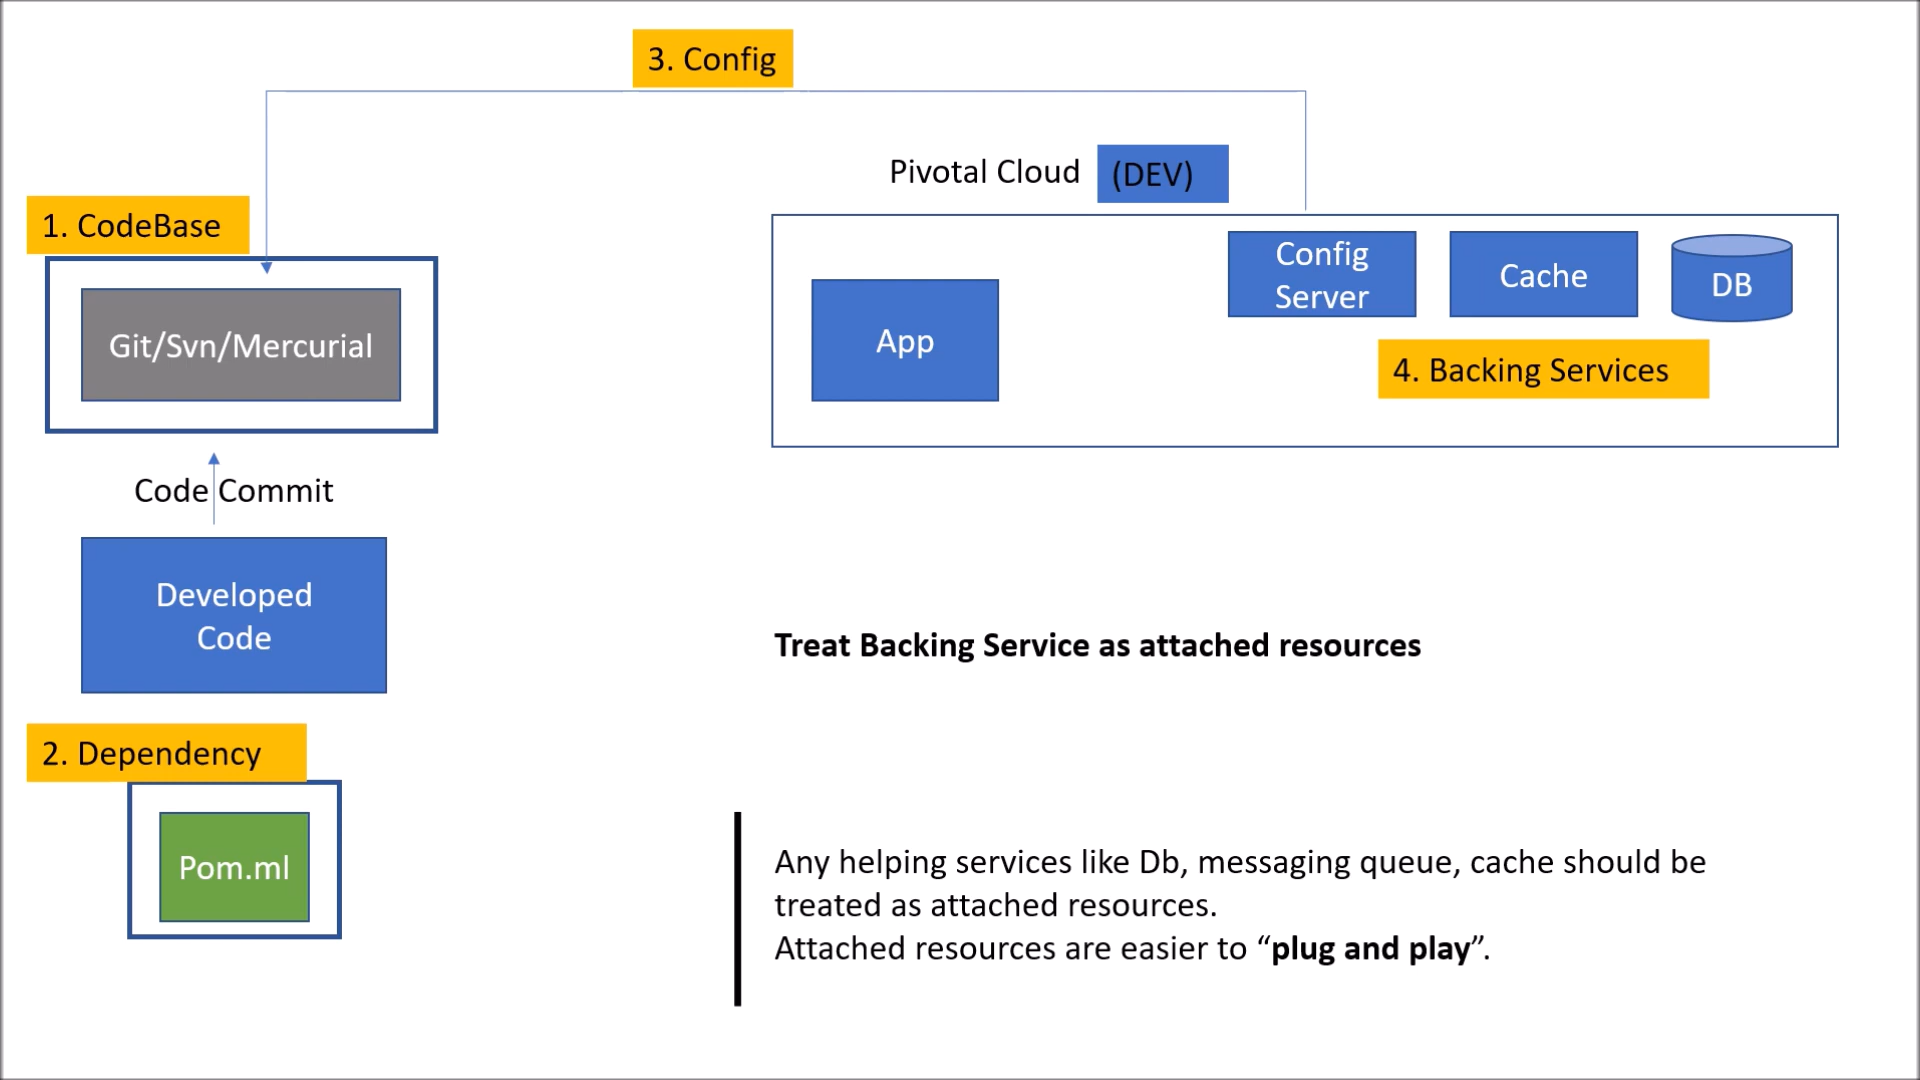 3. Config
Pivotal Cloud (DEV)
1. CodeBase
Git/Svn/Mercurial
Config
Server
Cache
DB
App
4. Backing Services
Code Commit
Developed
Code
Treat Backing Service as attached resources
2. Dependency
Pom.ml
Any helping services like Db, messaging queue, cache should be
treated as attached resources.
Attached resources are easier to “plug and play”.